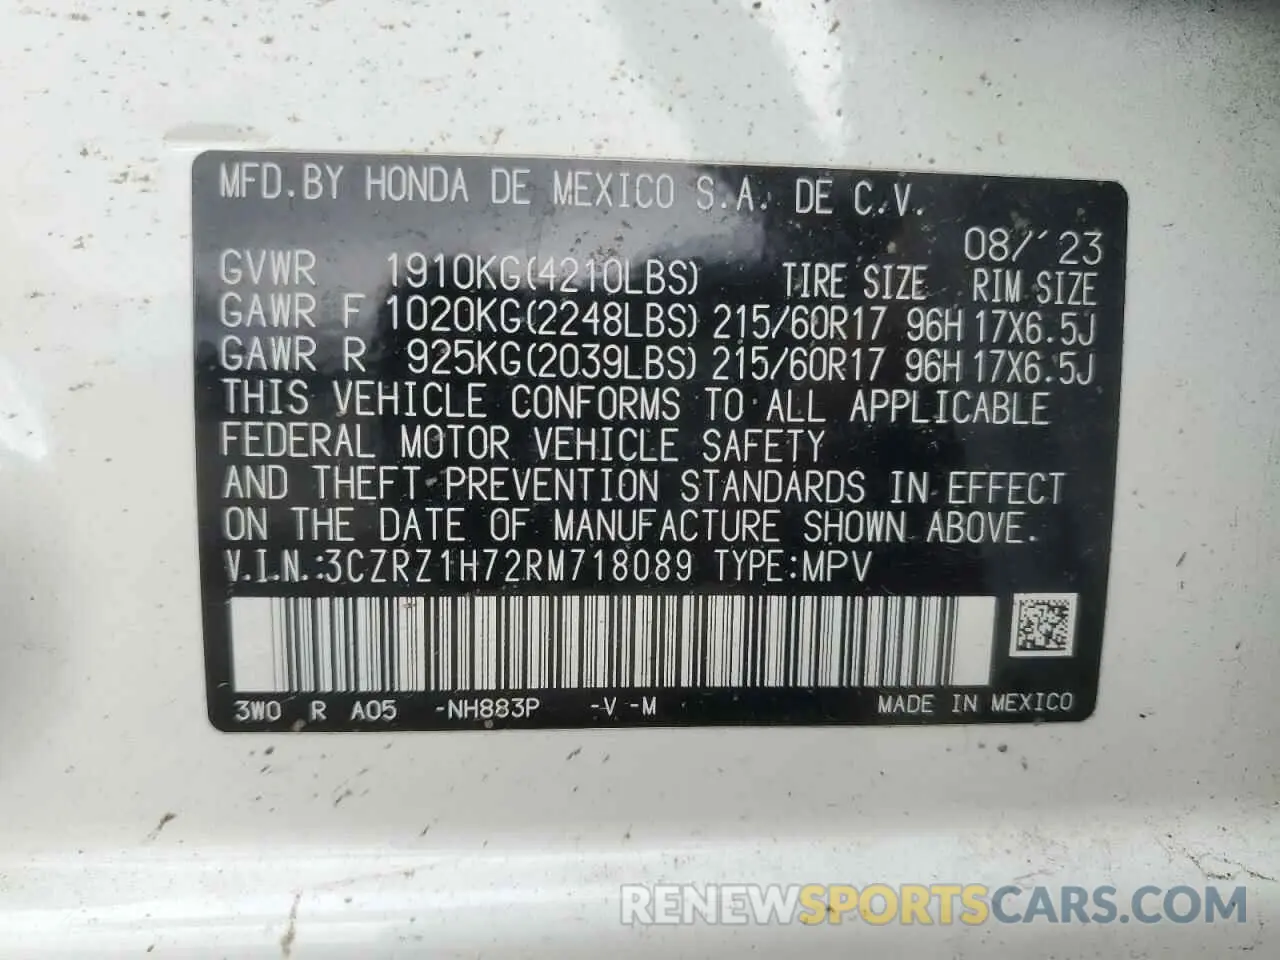 MFD.BY HONDA DE MEXICO S.A. DE C.V.
08/'23
GVWR 1910KG(4210LBS) TIRE SIZE RIM SIZE
GAWR F 1020KG(2248LBS) 215/60R17 96H 17X6.5J
GAWR R 925KG(2039LBS) 215/60R17 96H 17X6.5J
THIS VEHICLE CONFORMS TO ALL APPLICABLE
FEDERAL MOTOR VEHICLE SAFETY
AND THEFT PREVENTION STANDARDS IN EFFECT
ON THE DATE OF MANUFACTURE SHOWN ABOVE.
V.I.N.:3CZRZ1H72RM718089 TYPE:MPV
3W0 R A05 -NH883P -V -M MADE IN MEXICO
RENEWSPORTSCARS.COM